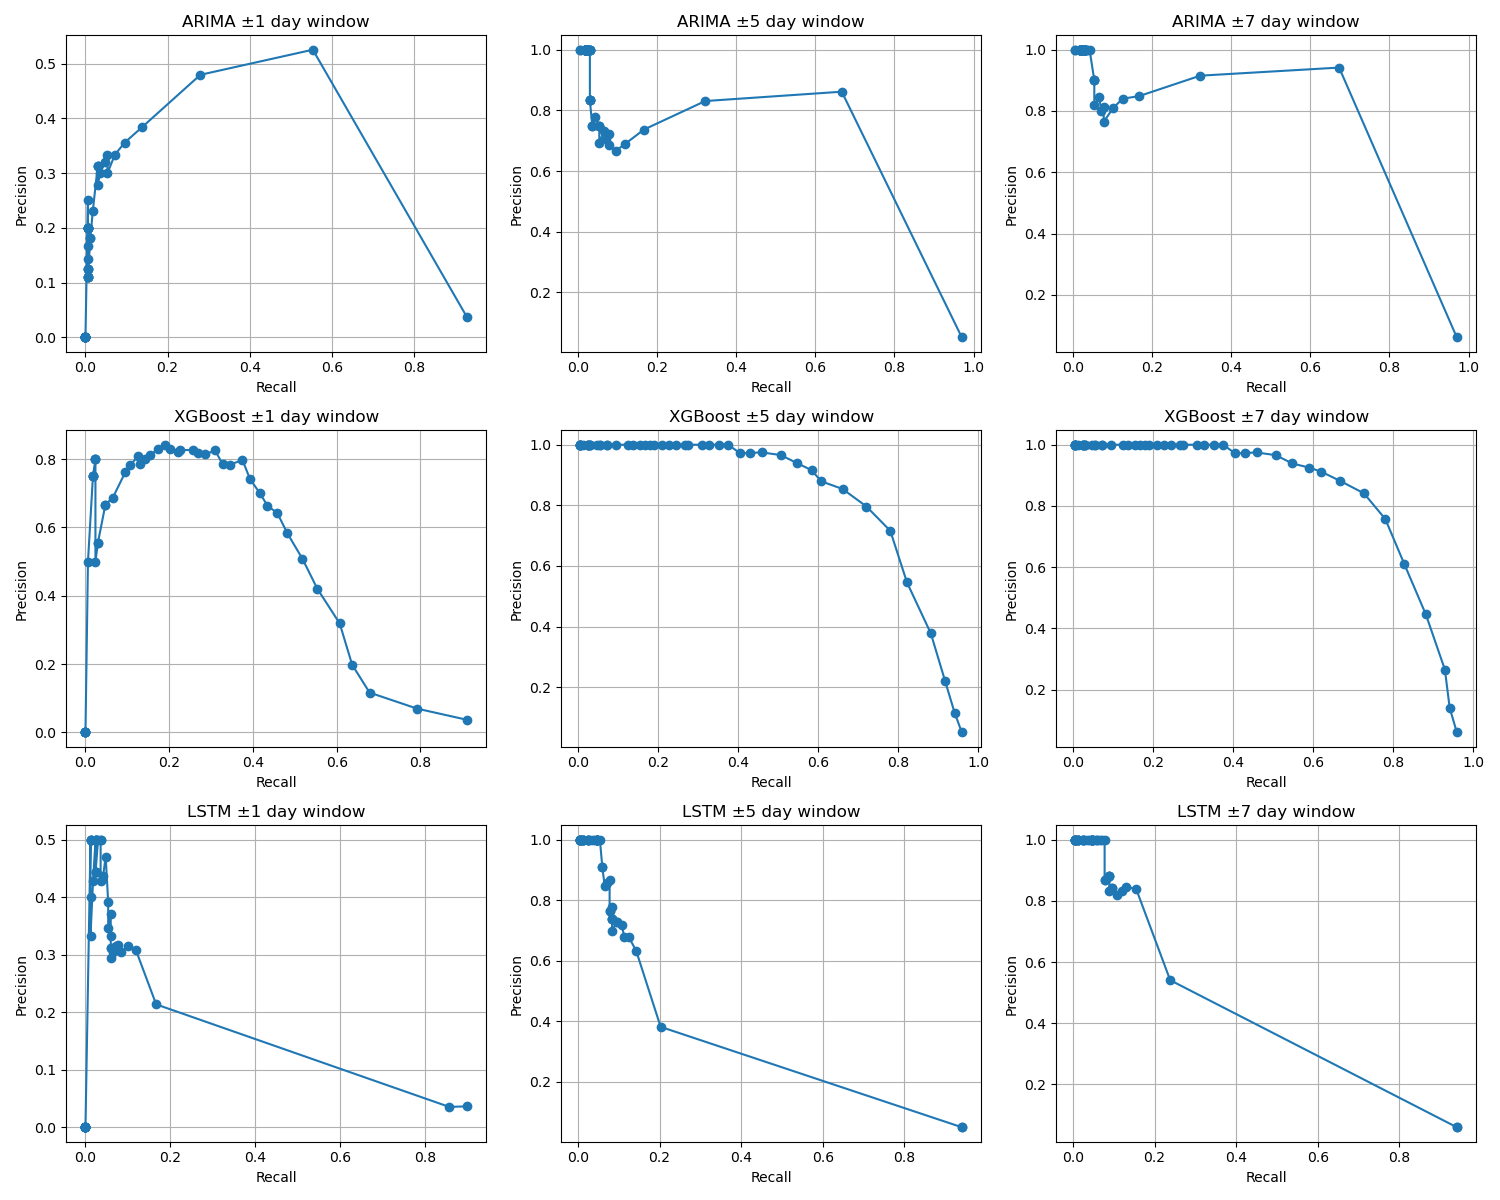 ARIMA ±1 day window
ARIMA ±5 day window
ARIMA ±7 day window
Precision
0.5
0.4
0.3
0.2
0.1
0.0
0.0 0.2 0.4 0.6 0.8
Recall
Precision
1.0
0.8
0.6
0.4
0.2
0.0 0.2 0.4 0.6 0.8 1.0
Recall
Precision
1.0
0.8
0.6
0.4
0.2
0.0 0.2 0.4 0.6 0.8 1.0
Recall
XGBoost ±1 day window
XGBoost ±5 day window
XGBoost ±7 day window
Precision
0.8
0.6
0.4
0.2
0.0
0.0 0.2 0.4 0.6 0.8
Recall
Precision
1.0
0.8
0.6
0.4
0.2
0.0 0.2 0.4 0.6 0.8 1.0
Recall
Precision
1.0
0.8
0.6
0.4
0.2
0.0 0.2 0.4 0.6 0.8 1.0
Recall
LSTM ±1 day window
LSTM ±5 day window
LSTM ±7 day window
Precision
0.5
0.4
0.3
0.2
0.1
0.0
0.0 0.2 0.4 0.6 0.8
Recall
Precision
1.0
0.8
0.6
0.4
0.2
0.0 0.2 0.4 0.6 0.8
Recall
Precision
1.0
0.8
0.6
0.4
0.2
0.0 0.2 0.4 0.6 0.8
Recall